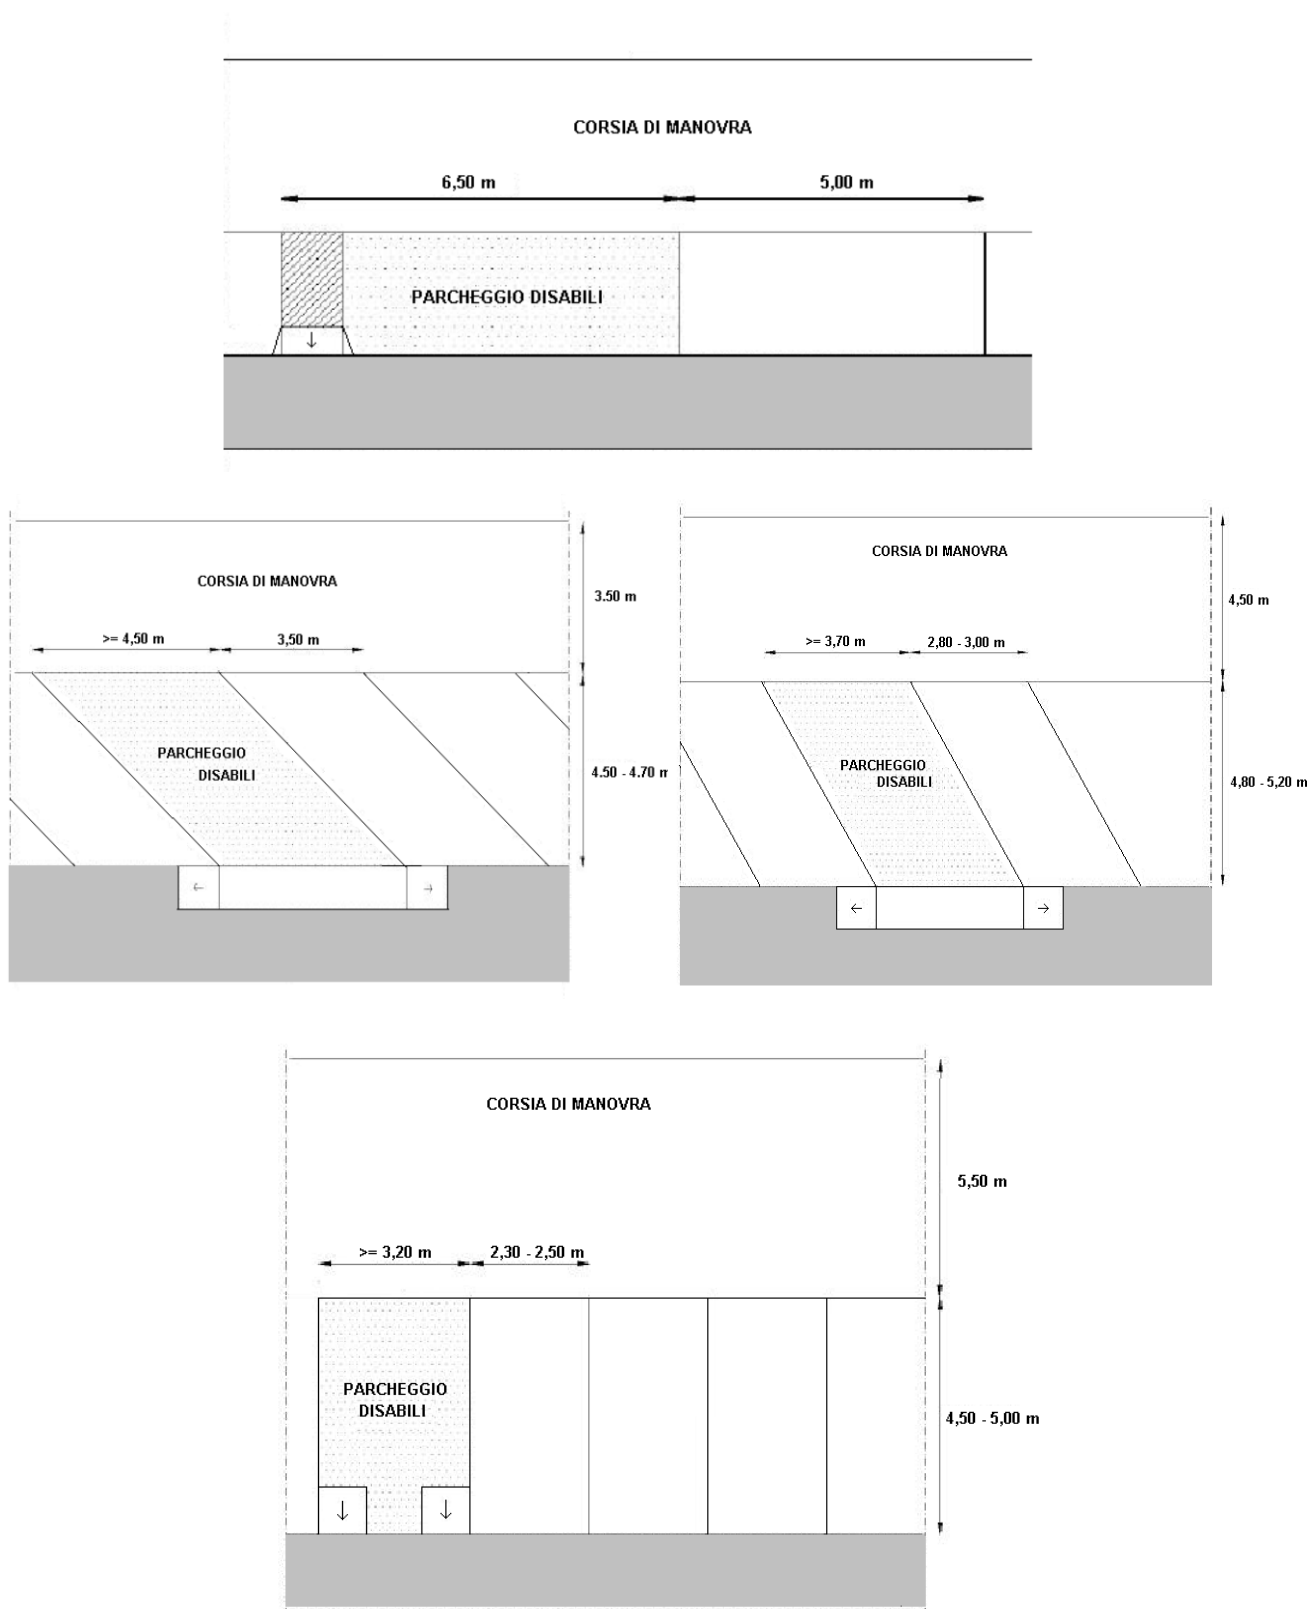 CORSIA DI MANOVRA
6,50 m
5,00 m
PARCHEGGIO DISABILI
CORSIA DI MANOVRA
3.50 m
>= 4,50 m
3,50 m
PARCHEGGIO
DISABILI
4.50 - 4.70 m
CORSIA DI MANOVRA
4,50 m
>= 3,70 m
2,80 - 3,00 m
PARCHEGGIO
DISABILI
4,80 - 5,20 m
CORSIA DI MANOVRA
5,50 m
>= 3,20 m
2,30 - 2,50 m
PARCHEGGIO
DISABILI
4,50 - 5,00 m